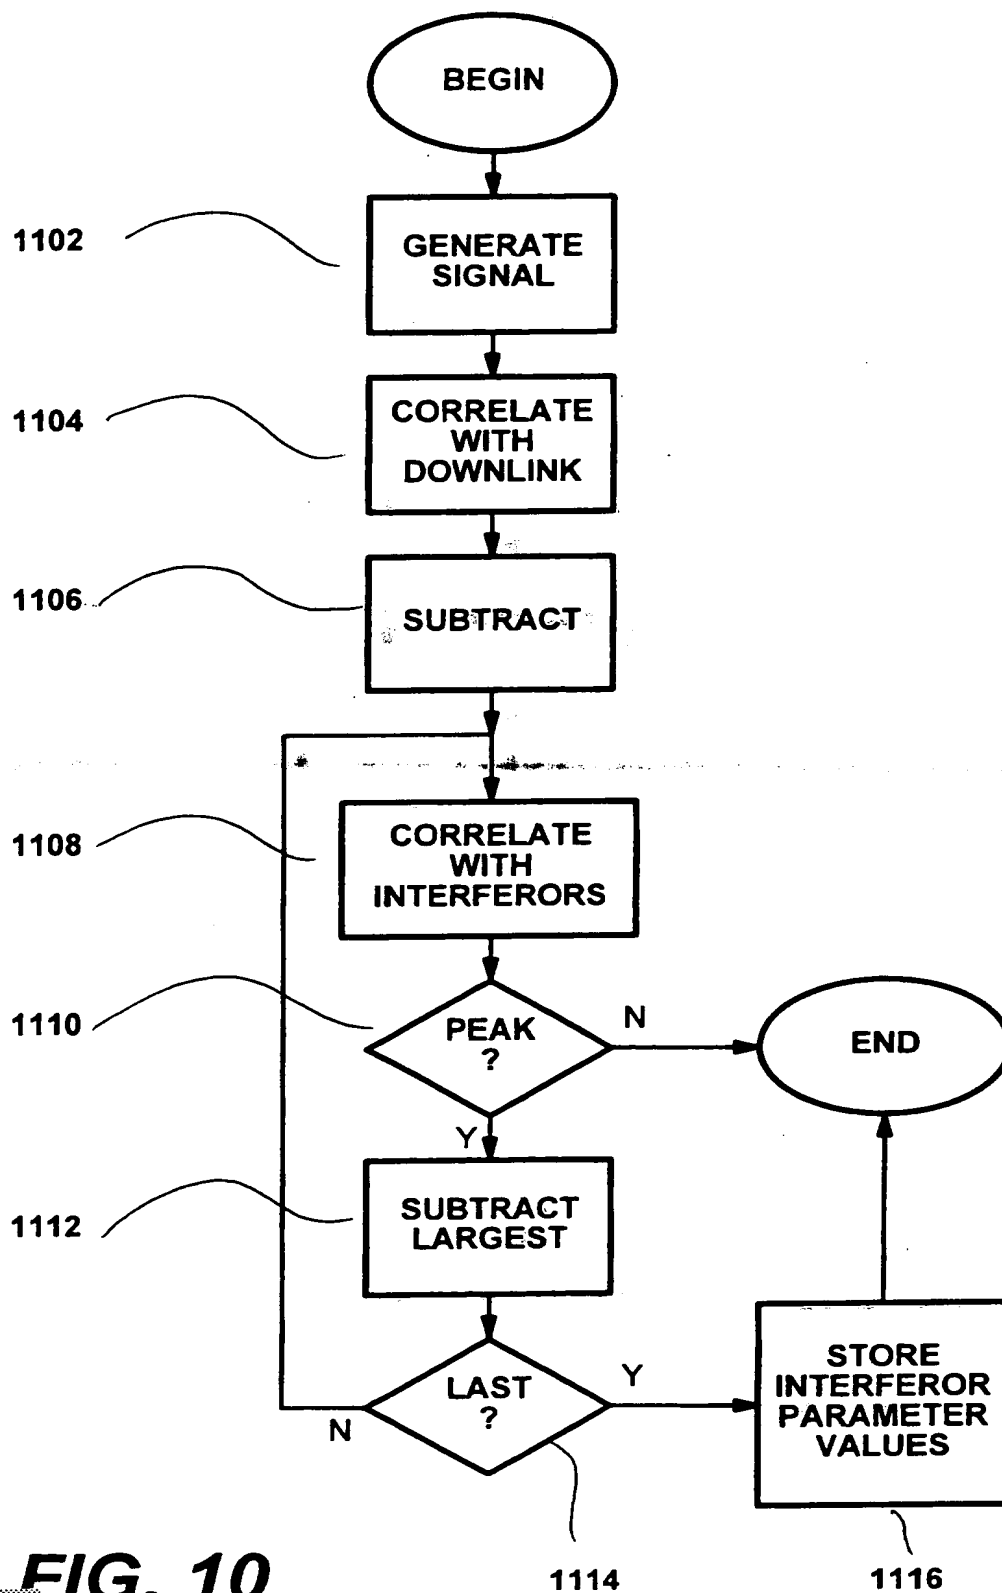 BEGIN
1102
GENERATE
SIGNAL
1104
CORRELATE
WITH
DOWNLINK
1106
SUBTRACT
1108
CORRELATE
WITH
INTERFERORS
1110
PEAK
?
N
END
Y
1112
SUBTRACT
LARGEST
LAST
?
Y
N
STORE
INTERFEROR
PARAMETER
VALUES
FIG. 10
1114
1116